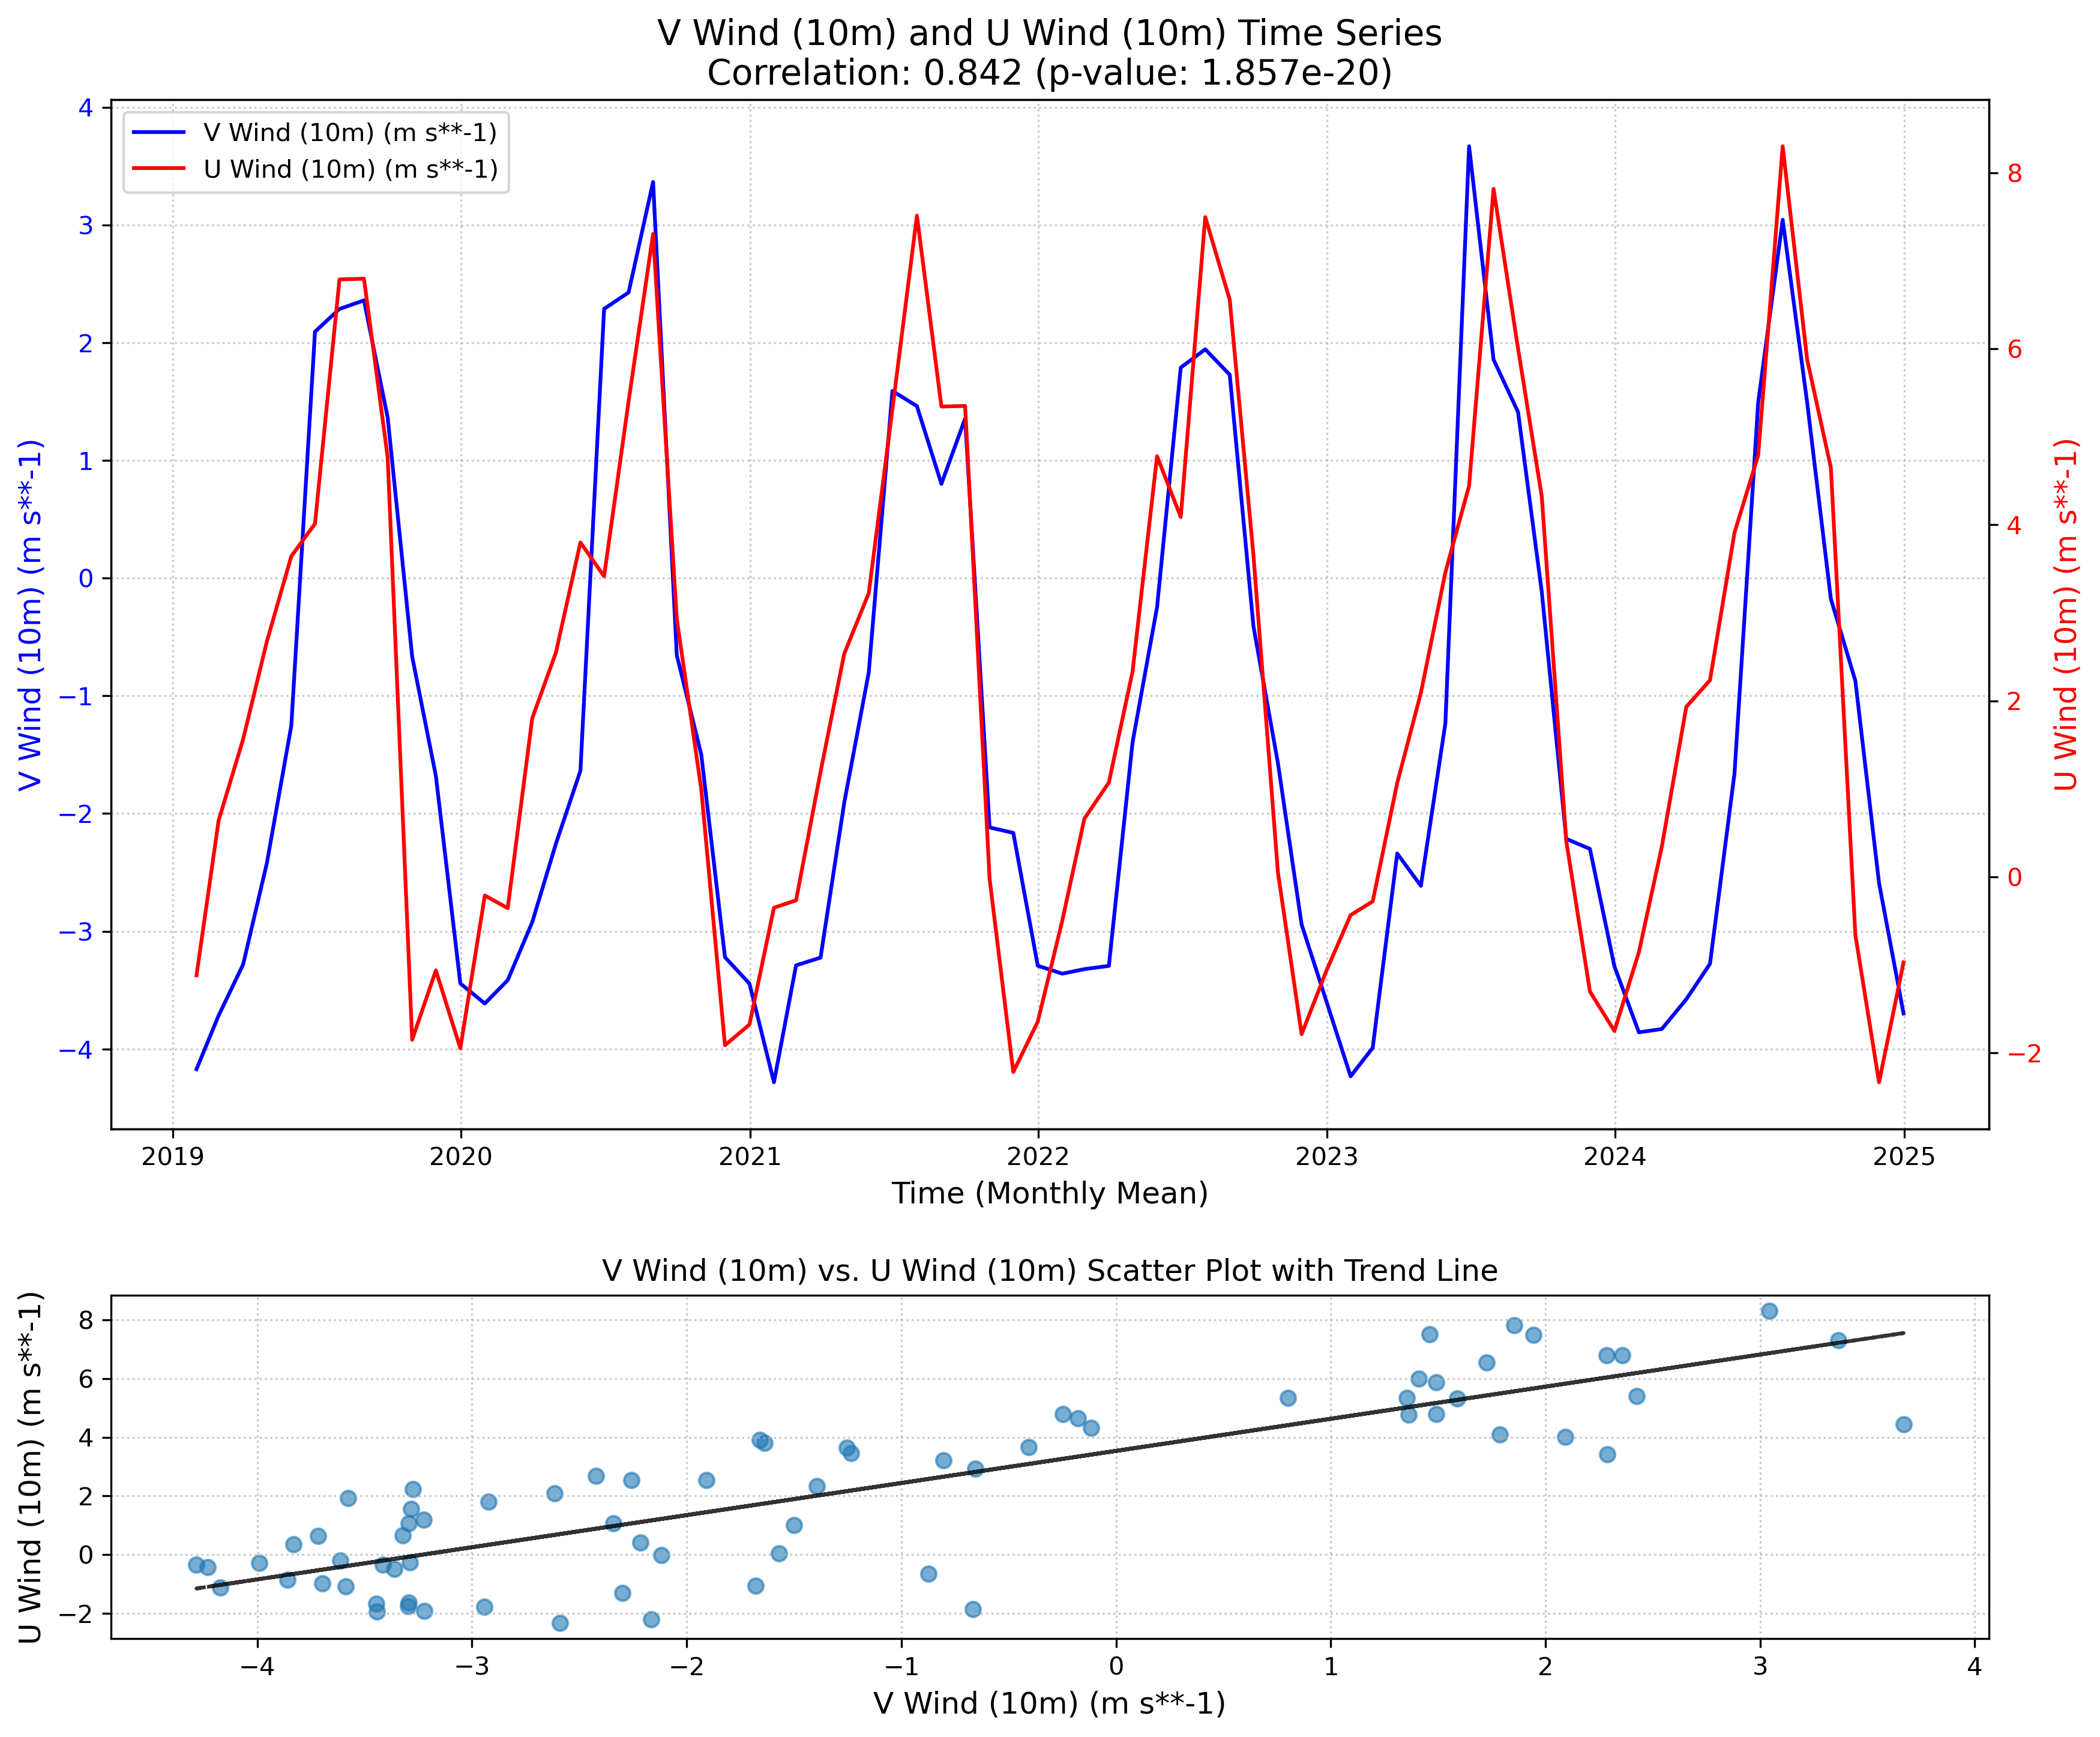 V Wind (10m) and U Wind (10m) Time Series
Correlation: 0.842 (p-value: 1.857e-20)
V Wind (10m) (m s**-1)
U Wind (10m) (m s**-1)
V Wind (10m) (m s**-1)
4
3
2
1
0
−1
−2
−3
−4
U Wind (10m) (m s**-1)
8
6
4
2
0
−2
2019 2020 2021 2022 2023 2024 2025
Time (Monthly Mean)
V Wind (10m) vs. U Wind (10m) Scatter Plot with Trend Line
U Wind (10m) (m s**-1)
8
6
4
2
0
−2
−4 −3 −2 −1 0 1 2 3 4
V Wind (10m) (m s**-1)